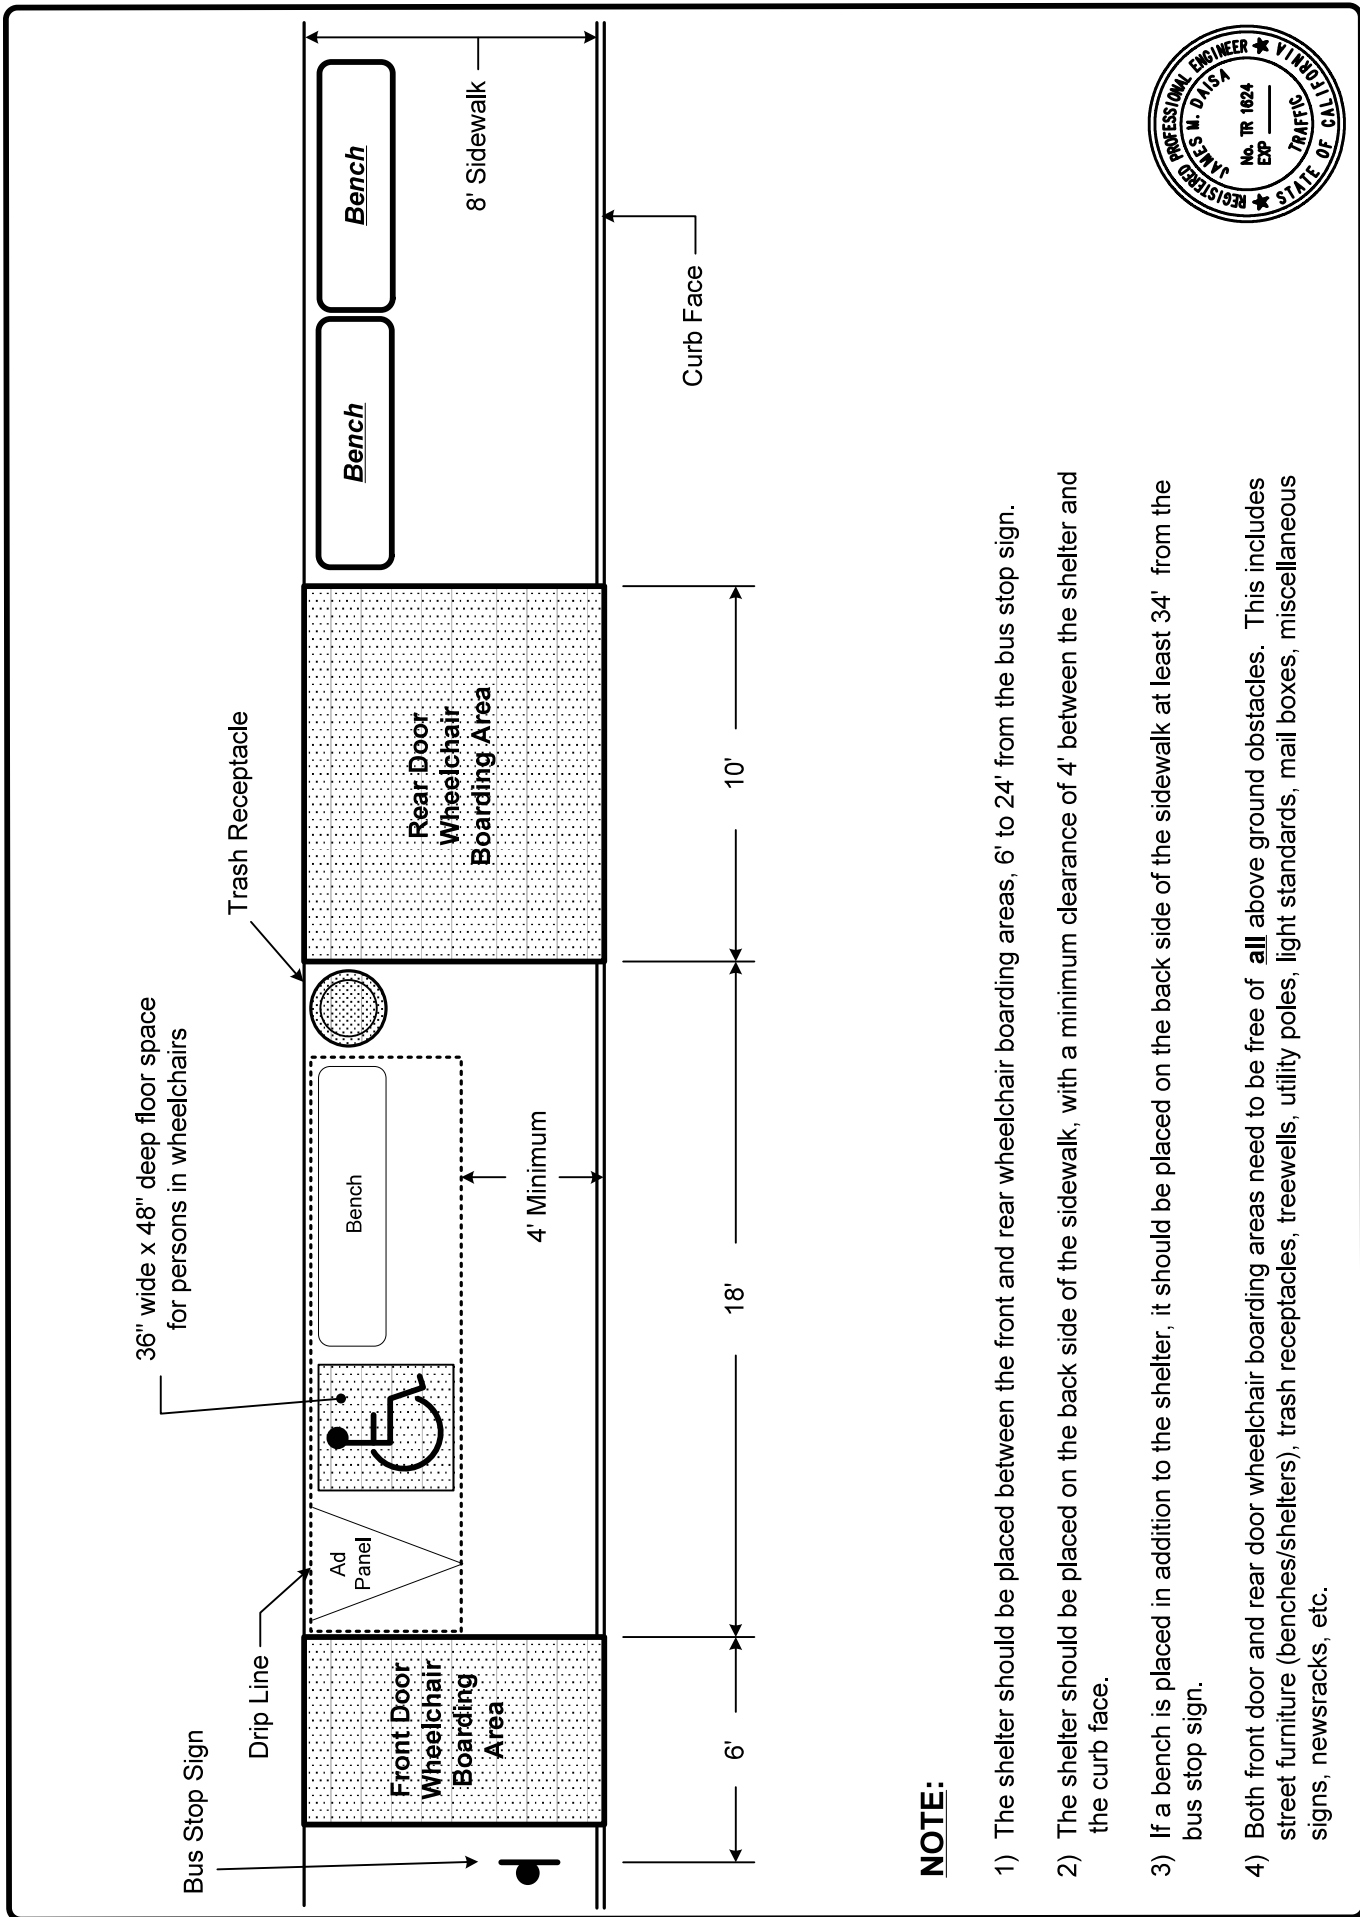 Bus Stop Sign
Drip Line
36" wide x 48" deep floor space
for persons in wheelchairs
Trash Receptacle
Front Door
Wheelchair
Boarding
Area
Ad
Panel
Bench
4' Minimum
Rear Door
Wheelchair
Boarding Area
Bench
Bench
8' Sidewalk
Curb Face
6'
18'
10'
NOTE:
1) The shelter should be placed between the front and rear wheelchair boarding areas, 6' to 24' from the bus stop sign.
2) The shelter should be placed on the back side of the sidewalk, with a minimum clearance of 4' between the shelter and
the curb face.
3) If a bench is placed in addition to the shelter, it should be placed on the back side of the sidewalk at least 34' from the
bus stop sign.
4) Both front door and rear door wheelchair boarding areas need to be free of all above ground obstacles. This includes
street furniture (benches/shelters), trash receptacles, treewells, utility poles, light standards, mail boxes, miscellaneous
signs, newsracks, etc.
REGISTERED PROFESSIONAL ENGINEER
JAMES M. DAISA
No. TR 1624
EXP
TRAFFIC
STATE OF CALIFORNIA